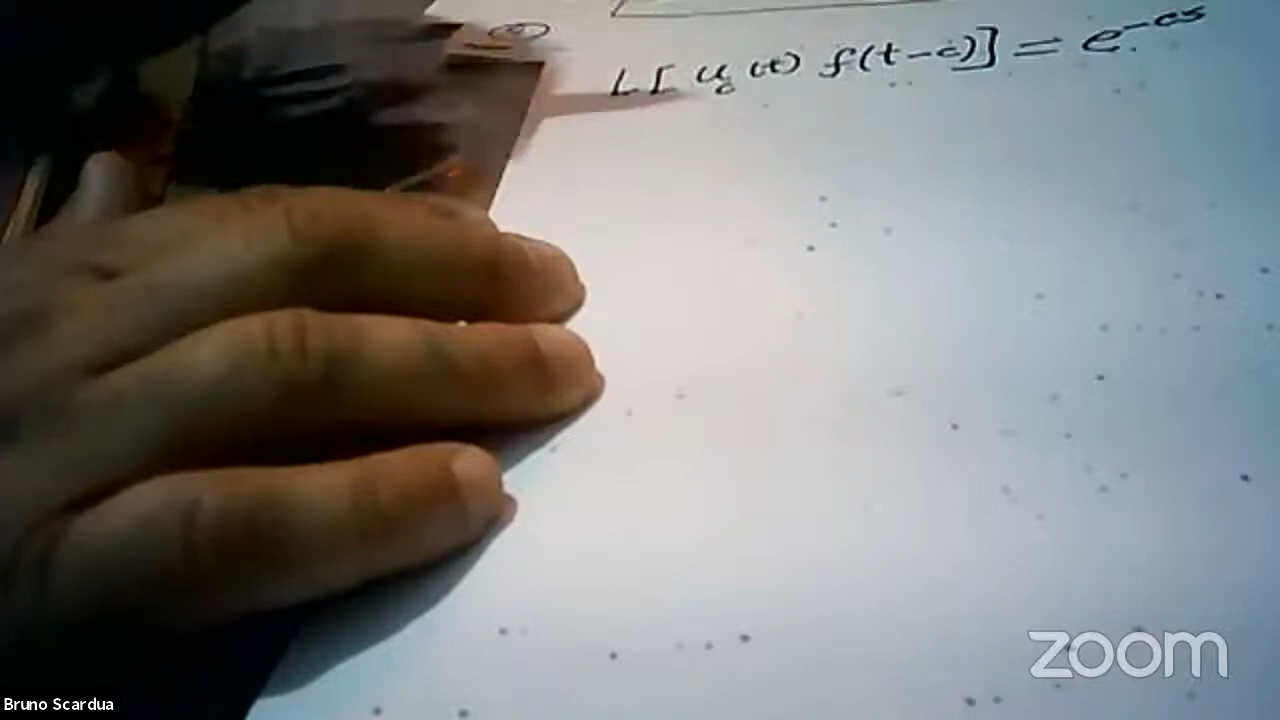 L[u_c(t) f(t-c)] = e^{-cs}
zoom
Bruno Scardua